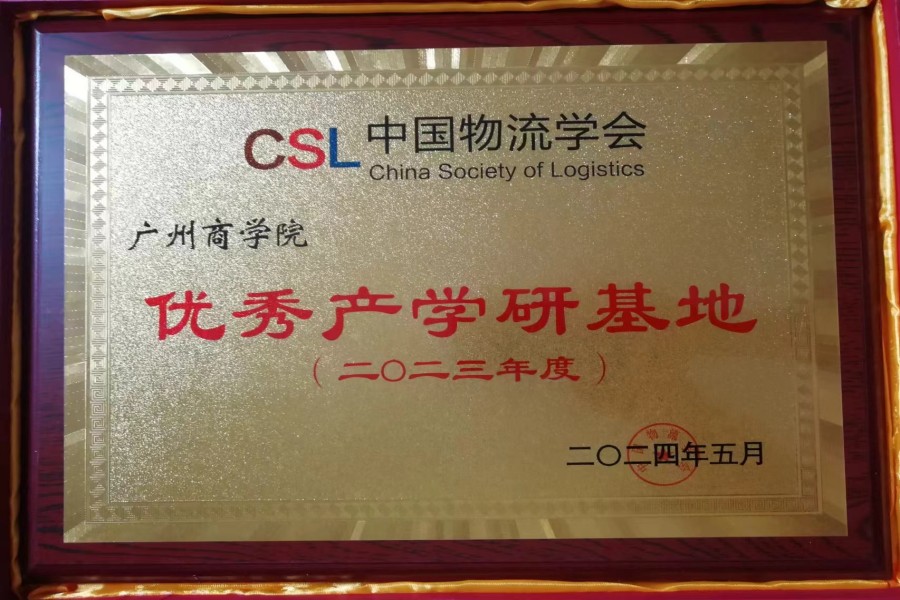 CSL 中国物流学会
China Society of Logistics
广州商学院
优秀产学研基地
（二〇二三年度）
二〇二四年五月